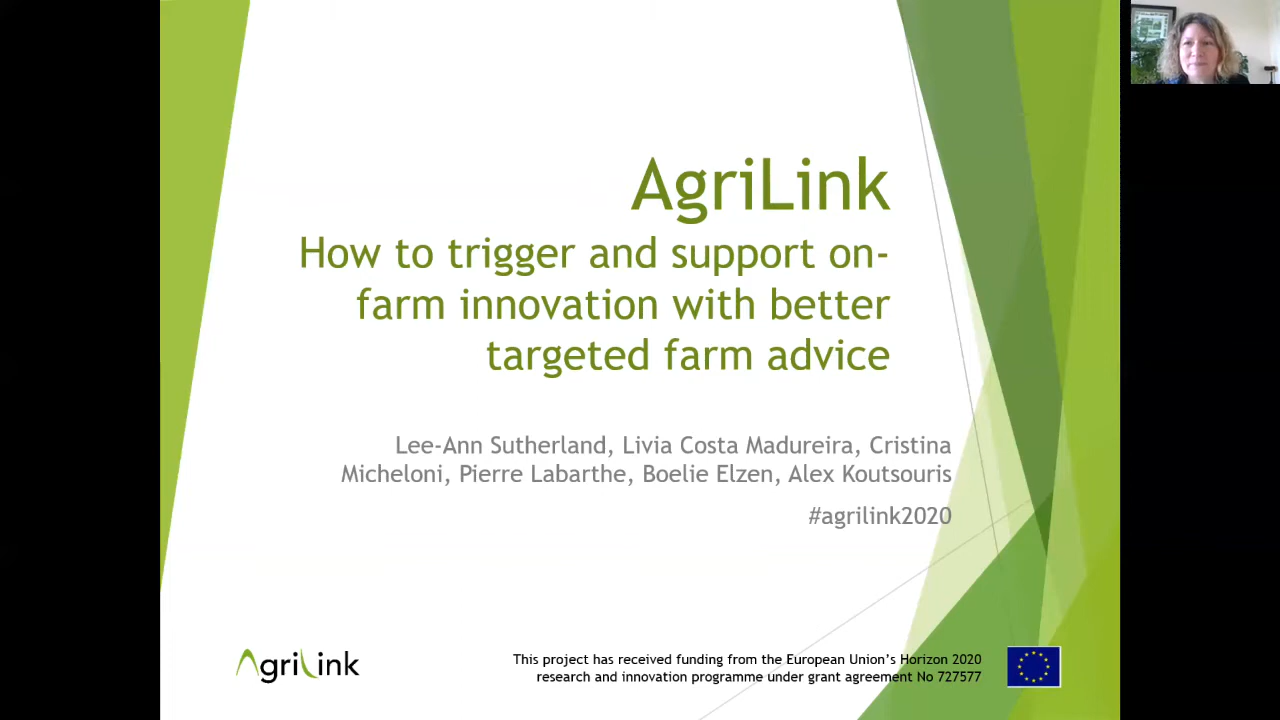 AgriLink
How to trigger and support on-
farm innovation with better
targeted farm advice
Lee-Ann Sutherland, Livia Costa Madureira, Cristina
Micheloni, Pierre Labarthe, Boelie Elzen, Alex Koutsouris
#agrilink2020
AgriLink
This project has received funding from the European Union's Horizon 2020
research and innovation programme under grant agreement No 727577